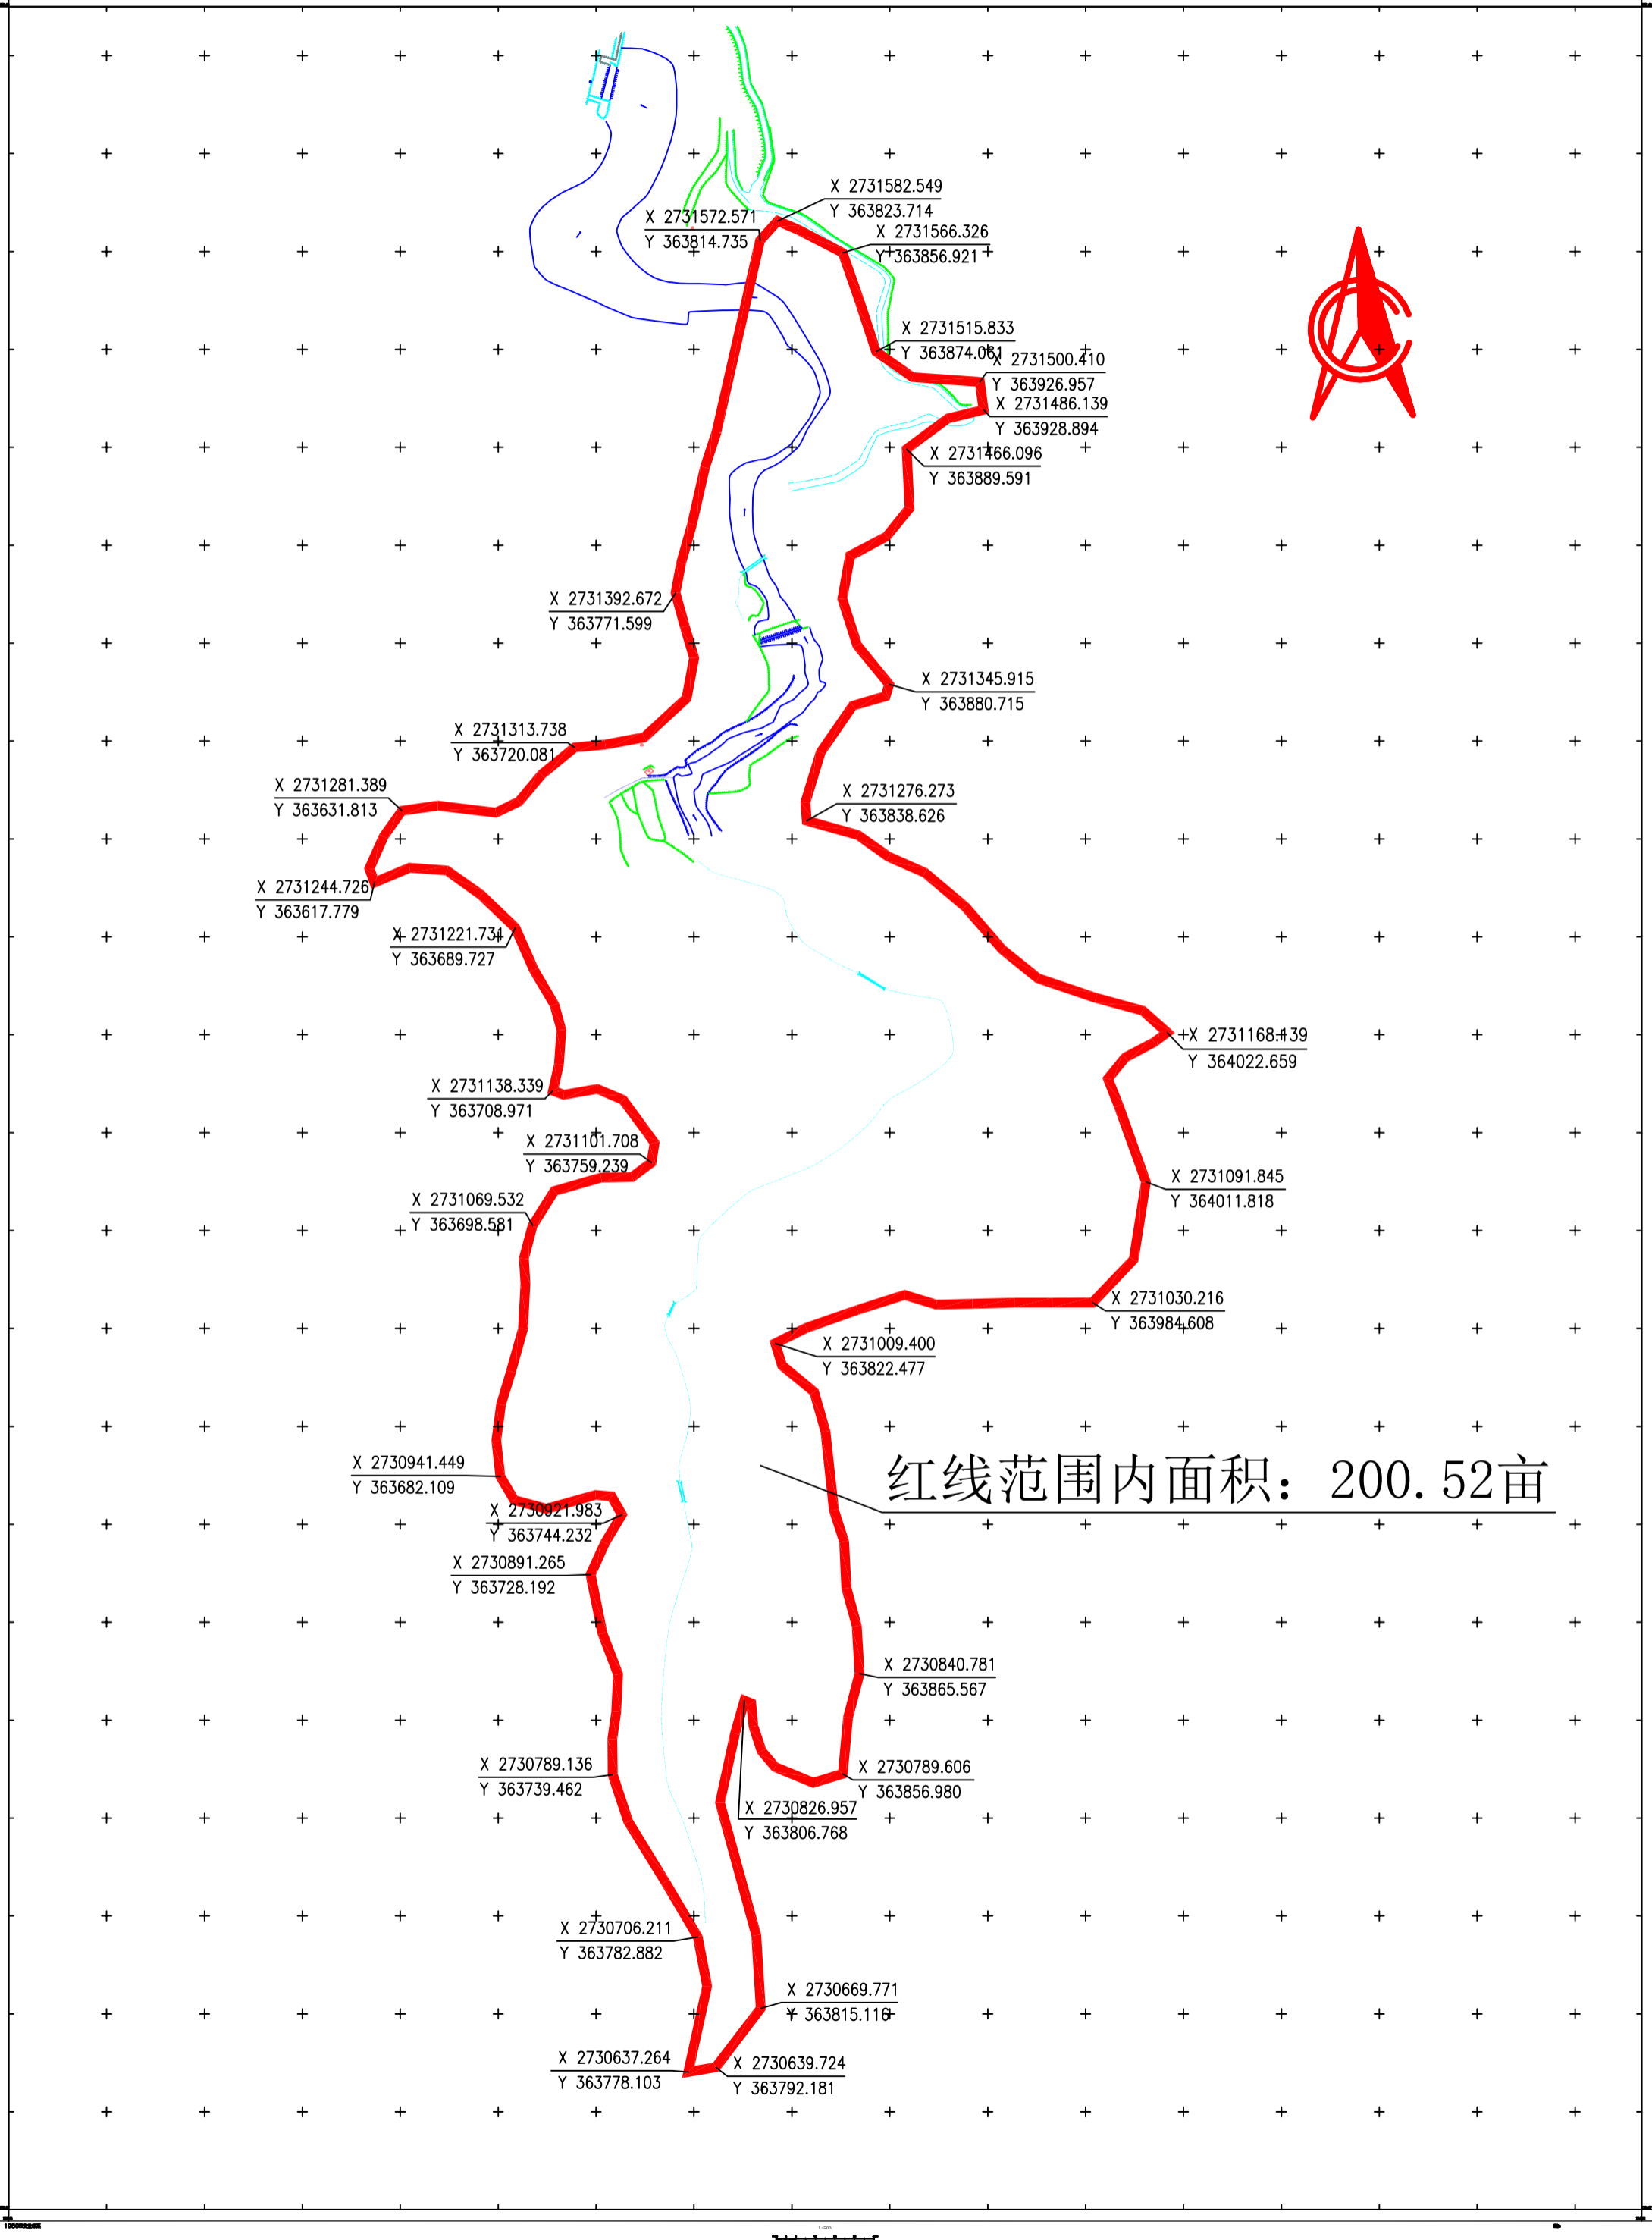 X 2731582.549
Y 363823.714
X 2731572.571
Y 363814.735
X 2731566.326
Y 363856.921
X 2731515.833
Y 363874.061
X 2731500.410
Y 363926.957
X 2731486.139
Y 363928.894
X 2731466.096
Y 363889.591
X 2731392.672
Y 363771.599
X 2731345.915
Y 363880.715
X 2731313.738
Y 363720.081
X 2731281.389
Y 363631.813
X 2731276.273
Y 363838.626
X 2731244.726
Y 363617.779
X 2731221.731
Y 363689.727
X 2731168.139
Y 364022.659
X 2731138.339
Y 363708.971
X 2731101.708
Y 363759.239
X 2731091.845
Y 364011.818
X 2731069.532
Y 363698.581
X 2731030.216
Y 363984.608
X 2731009.400
Y 363822.477
X 2730941.449
Y 363682.109
红线范围内面积：200.52亩
X 2730921.983
Y 363744.232
X 2730891.265
Y 363728.192
X 2730840.781
Y 363865.567
X 2730789.136
Y 363739.462
X 2730789.606
Y 363856.980
X 2730826.957
Y 363806.768
X 2730706.211
Y 363782.882
X 2730669.771
Y 363815.116
X 2730637.264
Y 363778.103
X 2730639.724
Y 363792.181